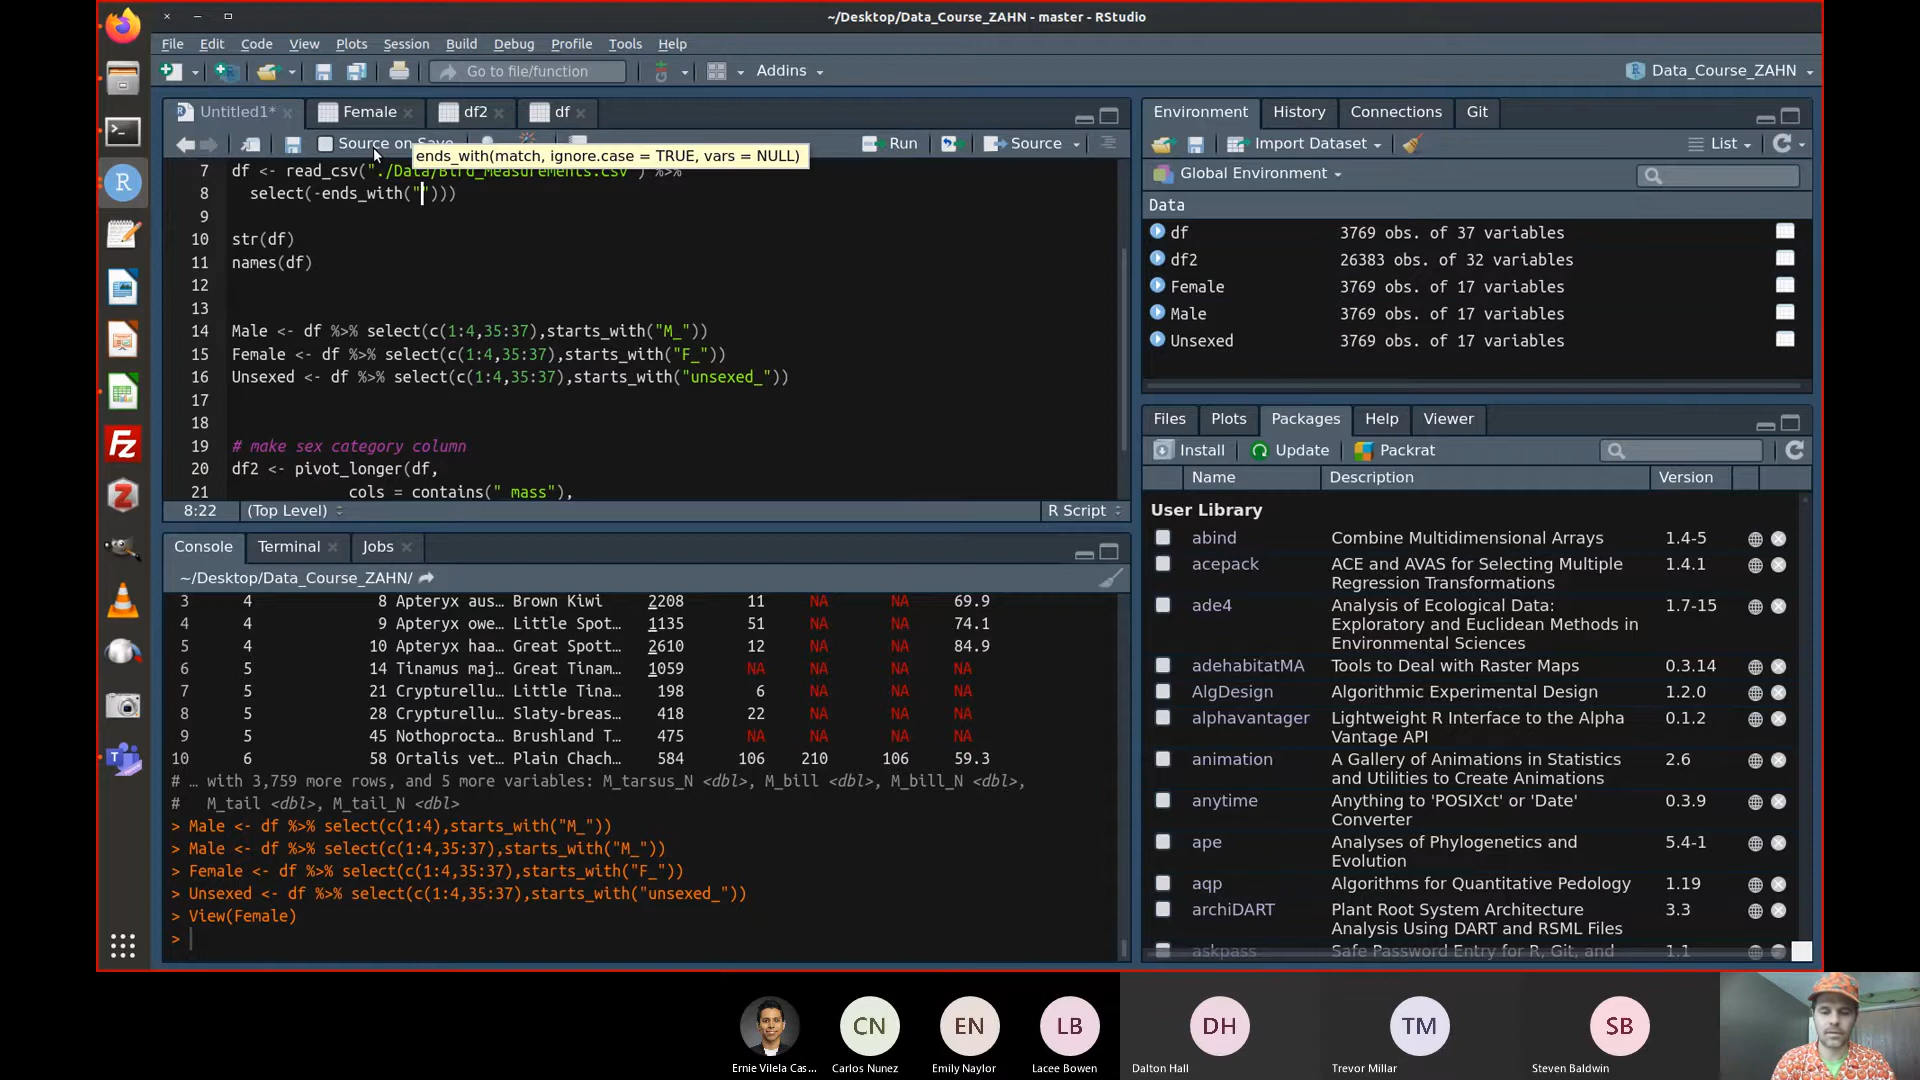 ~/Desktop/Data_Course_ZAHN - master - RStudio
File Edit Code View Plots Session Build Debug Profile Tools Help
Go to file/function Addins Data_Course_ZAHN
Untitled1* Female df2 df
Source on Save Run Source
ends_with(match, ignore.case = TRUE, vars = NULL)
7 df <- read_csv("./Data/Bird_Measurements.csv") %>%
8 select(-ends_with("")))
9
10 str(df)
11 names(df)
12
13
14 Male <- df %>% select(c(1:4,35:37),starts_with("M_"))
15 Female <- df %>% select(c(1:4,35:37),starts_with("F_"))
16 Unsexed <- df %>% select(c(1:4,35:37),starts_with("unsexed_"))
17
18
19 # make sex category column
20 df2 <- pivot_longer(df,
21 cols = contains("_mass"),
8:22 (Top Level) R Script
Console Terminal Jobs
~/Desktop/Data_Course_ZAHN/
3 4 8 Apteryx aus… Brown Kiwi 2208 11 NA NA 69.9
4 4 9 Apteryx owe… Little Spot… 1135 51 NA NA 74.1
5 4 10 Apteryx haa… Great Spott… 2610 12 NA NA 84.9
6 5 14 Tinamus maj… Great Tinam… 1059 NA NA NA NA
7 5 21 Crypturellu… Little Tina… 198 6 NA NA NA
8 5 28 Crypturellu… Slaty-breas… 418 22 NA NA NA
9 5 45 Nothoprocta… Brushland T… 475 NA NA NA NA
10 6 58 Ortalis vet… Plain Chach… 584 106 210 106 59.3
# … with 3,759 more rows, and 5 more variables: M_tarsus_N <dbl>, M_bill <dbl>, M_bill_N <dbl>,
# M_tail <dbl>, M_tail_N <dbl>
> Male <- df %>% select(c(1:4),starts_with("M_"))
> Male <- df %>% select(c(1:4,35:37),starts_with("M_"))
> Female <- df %>% select(c(1:4,35:37),starts_with("F_"))
> Unsexed <- df %>% select(c(1:4,35:37),starts_with("unsexed_"))
> View(Female)
>
Environment History Connections Git
Import Dataset List
Global Environment
Data
df 3769 obs. of 37 variables
df2 26383 obs. of 32 variables
Female 3769 obs. of 17 variables
Male 3769 obs. of 17 variables
Unsexed 3769 obs. of 17 variables
Files Plots Packages Help Viewer
Install Update Packrat
Name Description Version
User Library
abind Combine Multidimensional Arrays 1.4-5
acepack ACE and AVAS for Selecting Multiple 1.4.1
Regression Transformations
ade4 Analysis of Ecological Data: 1.7-15
Exploratory and Euclidean Methods in
Environmental Sciences
adehabitatMA Tools to Deal with Raster Maps 0.3.14
AlgDesign Algorithmic Experimental Design 1.2.0
alphavantager Lightweight R Interface to the Alpha 0.1.2
Vantage API
animation A Gallery of Animations in Statistics 2.6
and Utilities to Create Animations
anytime Anything to 'POSIXct' or 'Date' 0.3.9
Converter
ape Analyses of Phylogenetics and 5.4-1
Evolution
aqp Algorithms for Quantitative Pedology 1.19
archiDART Plant Root System Architecture 3.3
Analysis Using DART and RSML Files
askpass Safe Password Entry for R, Git, and 1.1
CN EN LB DH TM SB
Ernie Vilela Cas... Carlos Nunez Emily Naylor Lacee Bowen Dalton Hall Trevor Millar Steven Baldwin